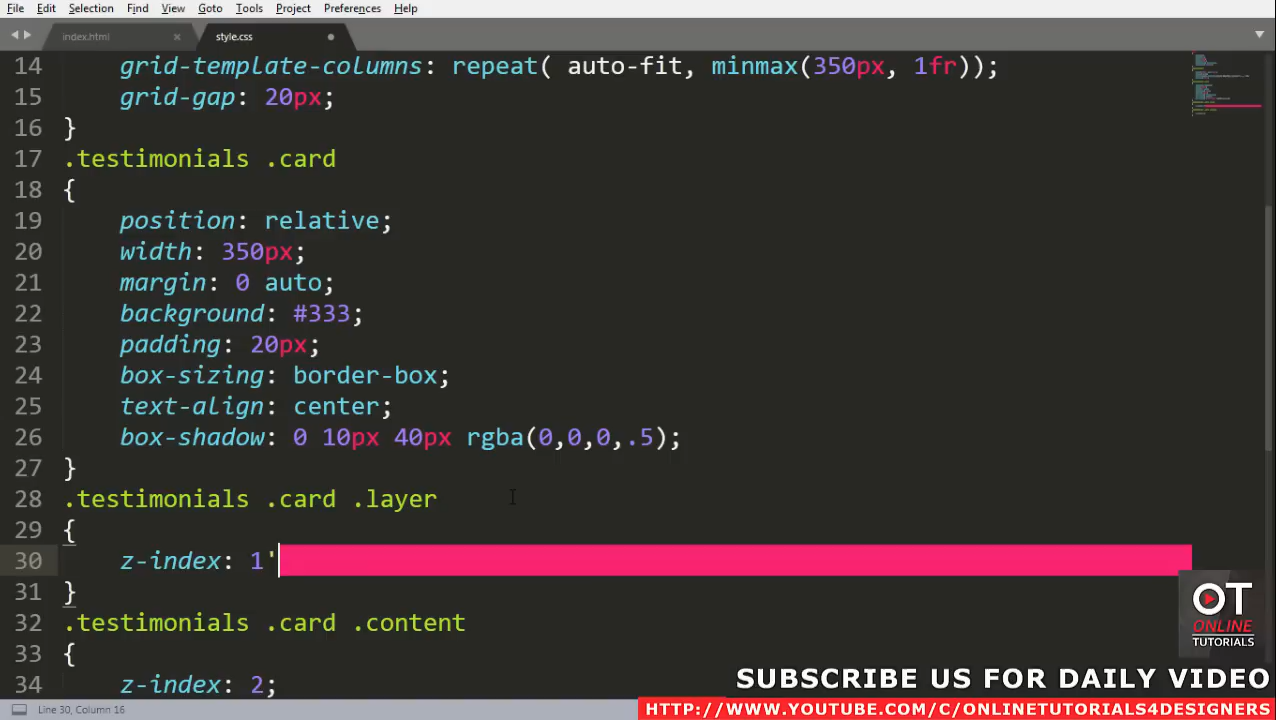 File Edit Selection Find View Goto Tools Project Preferences Help
index.html × style.css
14 grid-template-columns: repeat( auto-fit, minmax(350px, 1fr));
15 grid-gap: 20px;
16 }
17 .testimonials .card
18 {
19 position: relative;
20 width: 350px;
21 margin: 0 auto;
22 background: #333;
23 padding: 20px;
24 box-sizing: border-box;
25 text-align: center;
26 box-shadow: 0 10px 40px rgba(0,0,0,.5);
27 }
28 .testimonials .card .layer
29 {
30 z-index: 1'
31 }
32 .testimonials .card .content
33 {
34 z-index: 2;
OT
ONLINE
TUTORIALS
SUBSCRIBE US FOR DAILY VIDEO
Line 30, Column 16
HTTP://WWW.YOUTUBE.COM/C/ONLINETUTORIALS4DESIGNERS